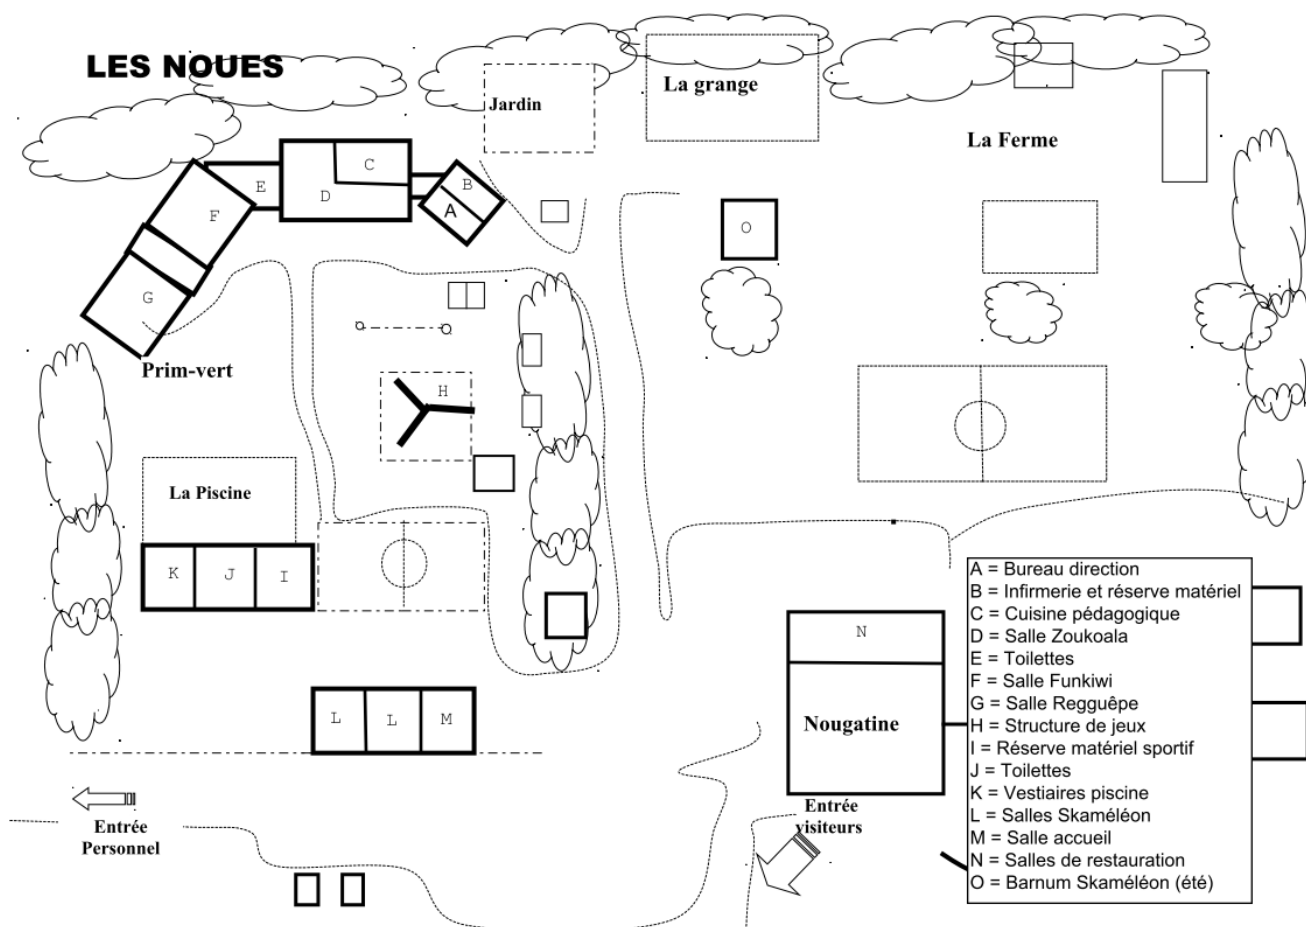 LES NOUES
Jardin
La grange
La Ferme
C
B
E
D
A
F
O
G
Prim-vert
H
La Piscine
K
J
I
N
L
L
M
Nougatine
Entrée
Personnel
Entrée
visiteurs
A = Bureau direction
B = Infirmerie et réserve matériel
C = Cuisine pédagogique
D = Salle Zoukoala
E = Toilettes
F = Salle Funkiwi
G = Salle Regguêpe
H = Structure de jeux
I = Réserve matériel sportif
J = Toilettes
K = Vestiaires piscine
L = Salles Skaméléon
M = Salle accueil
N = Salles de restauration
O = Barnum Skaméléon (été)